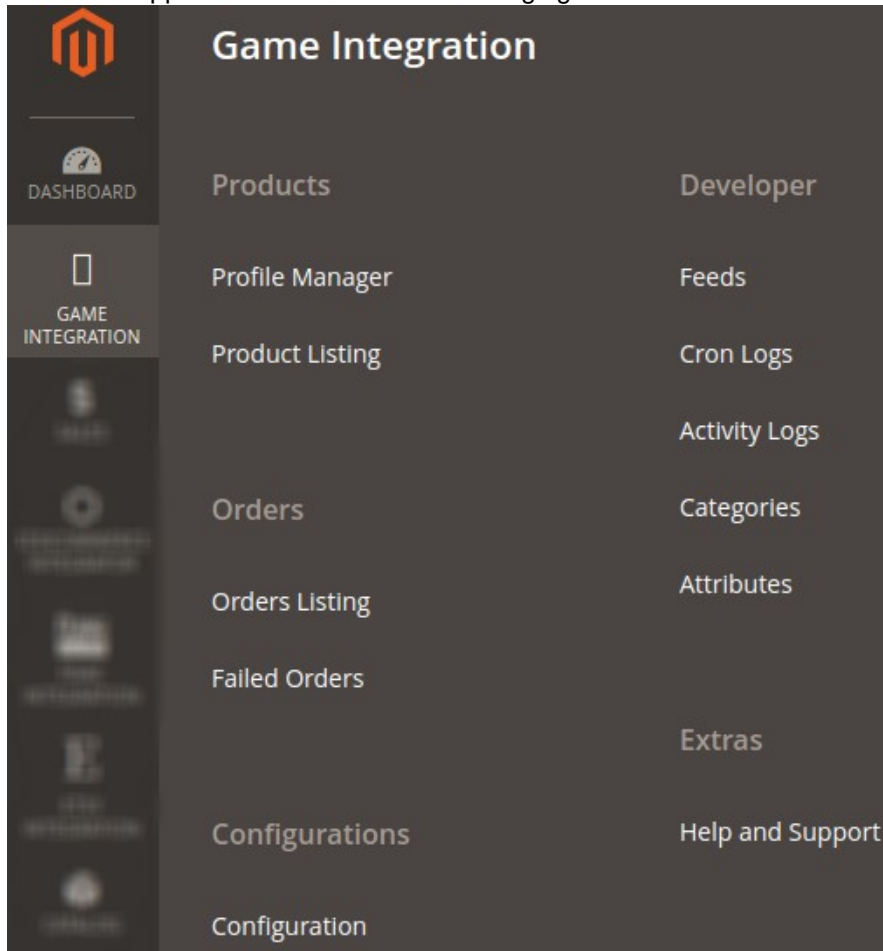 Game Integration
DASHBOARD
GAME
INTEGRATION
Products
Profile Manager
Product Listing
Orders
Orders Listing
Failed Orders
Configurations
Configuration
Developer
Feeds
Cron Logs
Activity Logs
Categories
Attributes
Extras
Help and Support